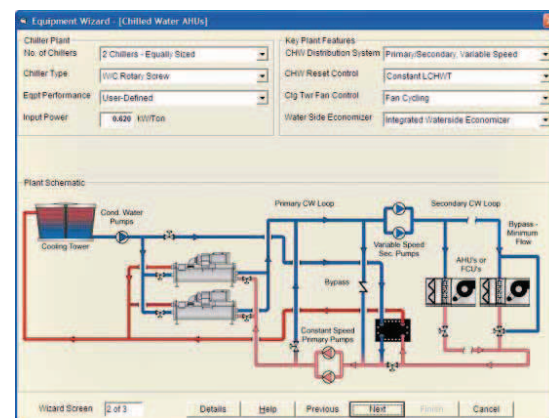 Equipment Wizard - [Chilled Water AHUs]
Chiller Plant
No. of Chillers
2 Chillers - Equally Sized
Chiller Type
W/C Rotary Screw
Eqpt Performance
User-Defined
Input Power
0.620 kW/Ton
Key Plant Features
CHW Distribution System
Primary/Secondary, Variable Speed
CHW Reset Control
Constant LCHWT
Clg Twr Fan Control
Fan Cycling
Water Side Economizer
Integrated Waterside Economizer
Plant Schematic
Cooling Tower
Cond. Water
Pumps
Primary CW Loop
Secondary CW Loop
Variable Speed
Sec. Pumps
Bypass -
Minimum
Flow
AHU's or
FCU's
Bypass
Constant Speed
Primary Pumps
Wizard Screen 2 of 3 Details Help Previous Next Finish Cancel